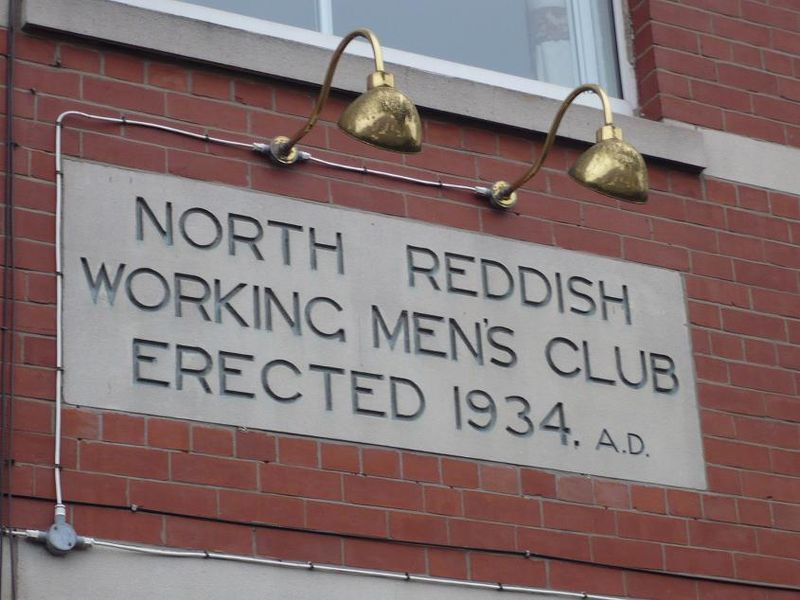 NORTH REDDISH
WORKING MEN'S CLUB
ERECTED 1934. A.D.